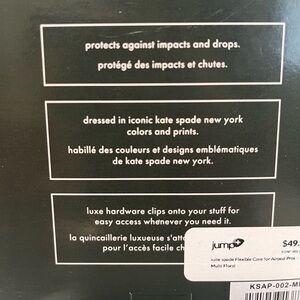 protects against impacts and drops.
protégé des impacts et chutes.
dressed in iconic kate spade new york
colors and prints.
habillé des couleurs et designs emblématiques
de kate spade new york.
luxe hardware clips onto your stuff for
easy access whenever you need it.
la quincaillerie luxueuse s'atta
pour l'accès facile ch
jump
$49.
kate spade Flexible Case for Airpod Pros -
Multi Floral
KSAP-002-M